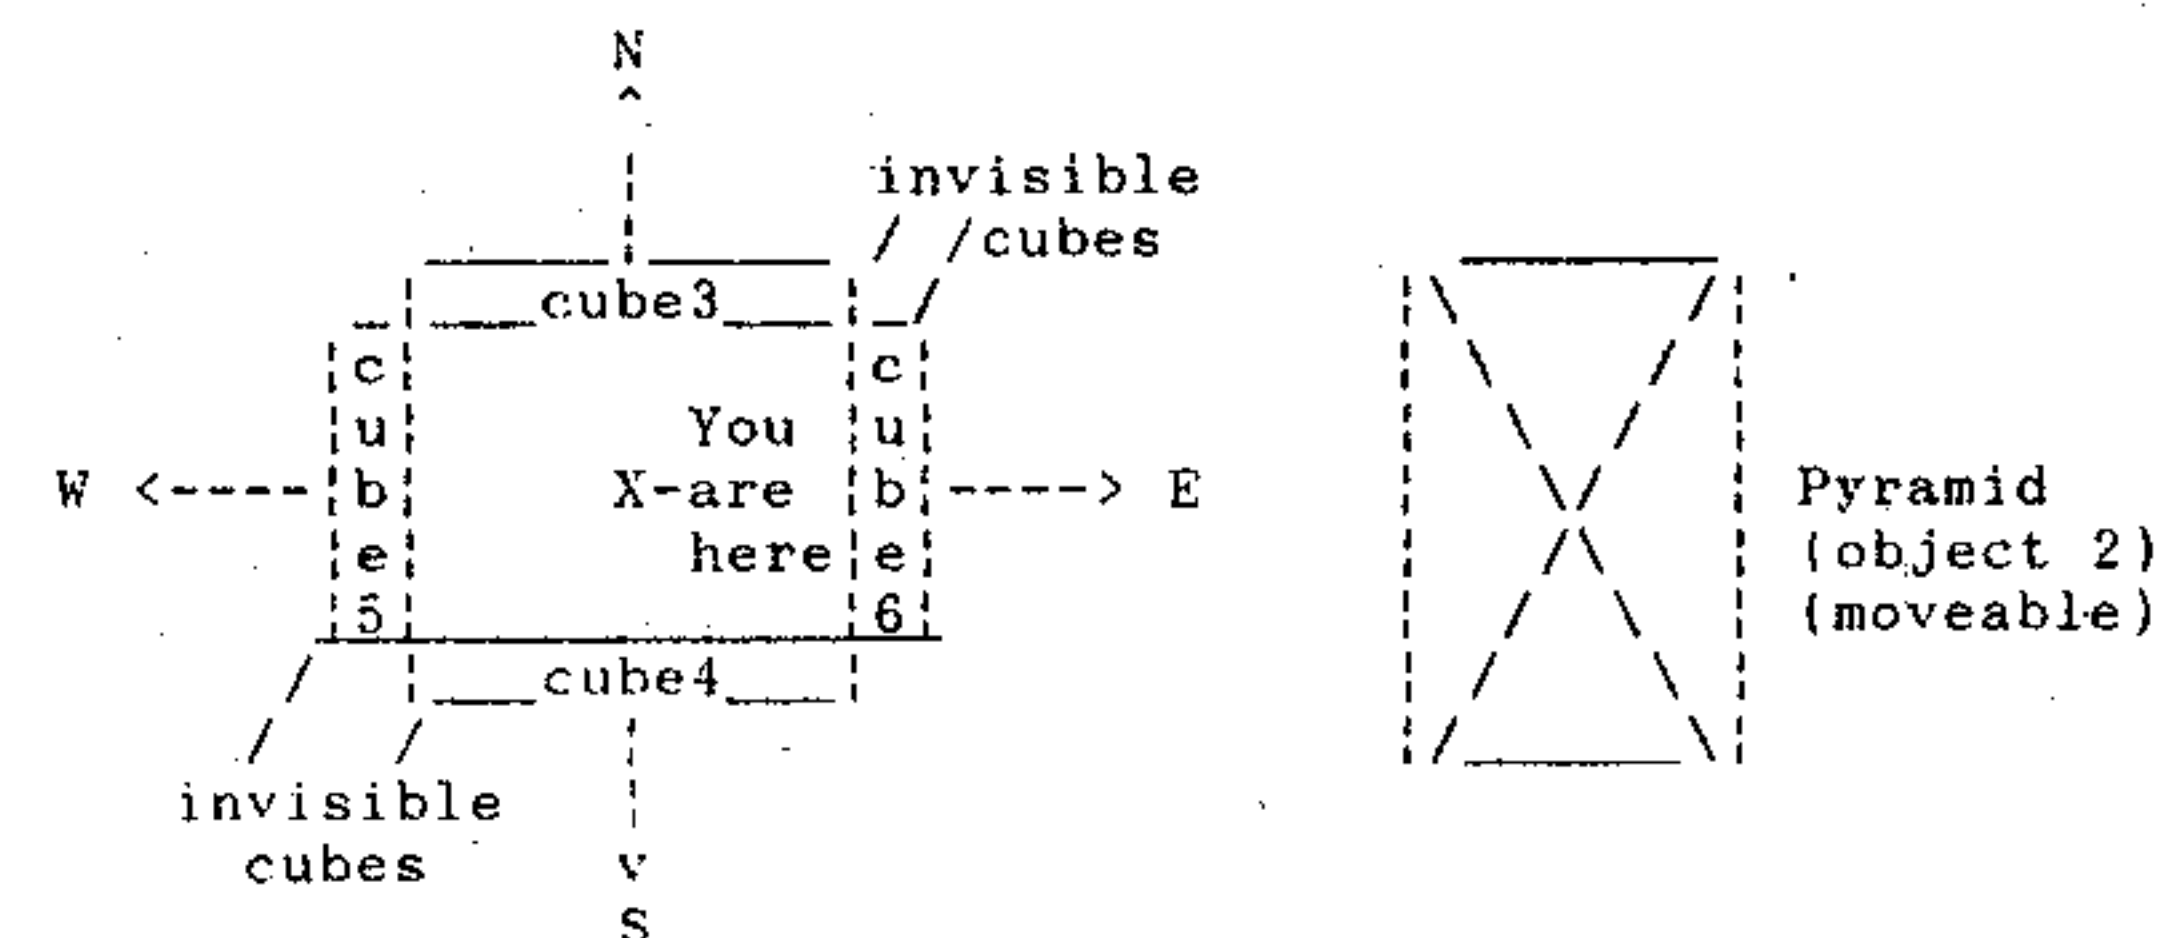 N
invisible
cubes
cube3
c c
u You u
W b X-are b E
e here e
5 6
Pyramid
(object 2)
(moveable)
cube4
invisible
cubes
v
S